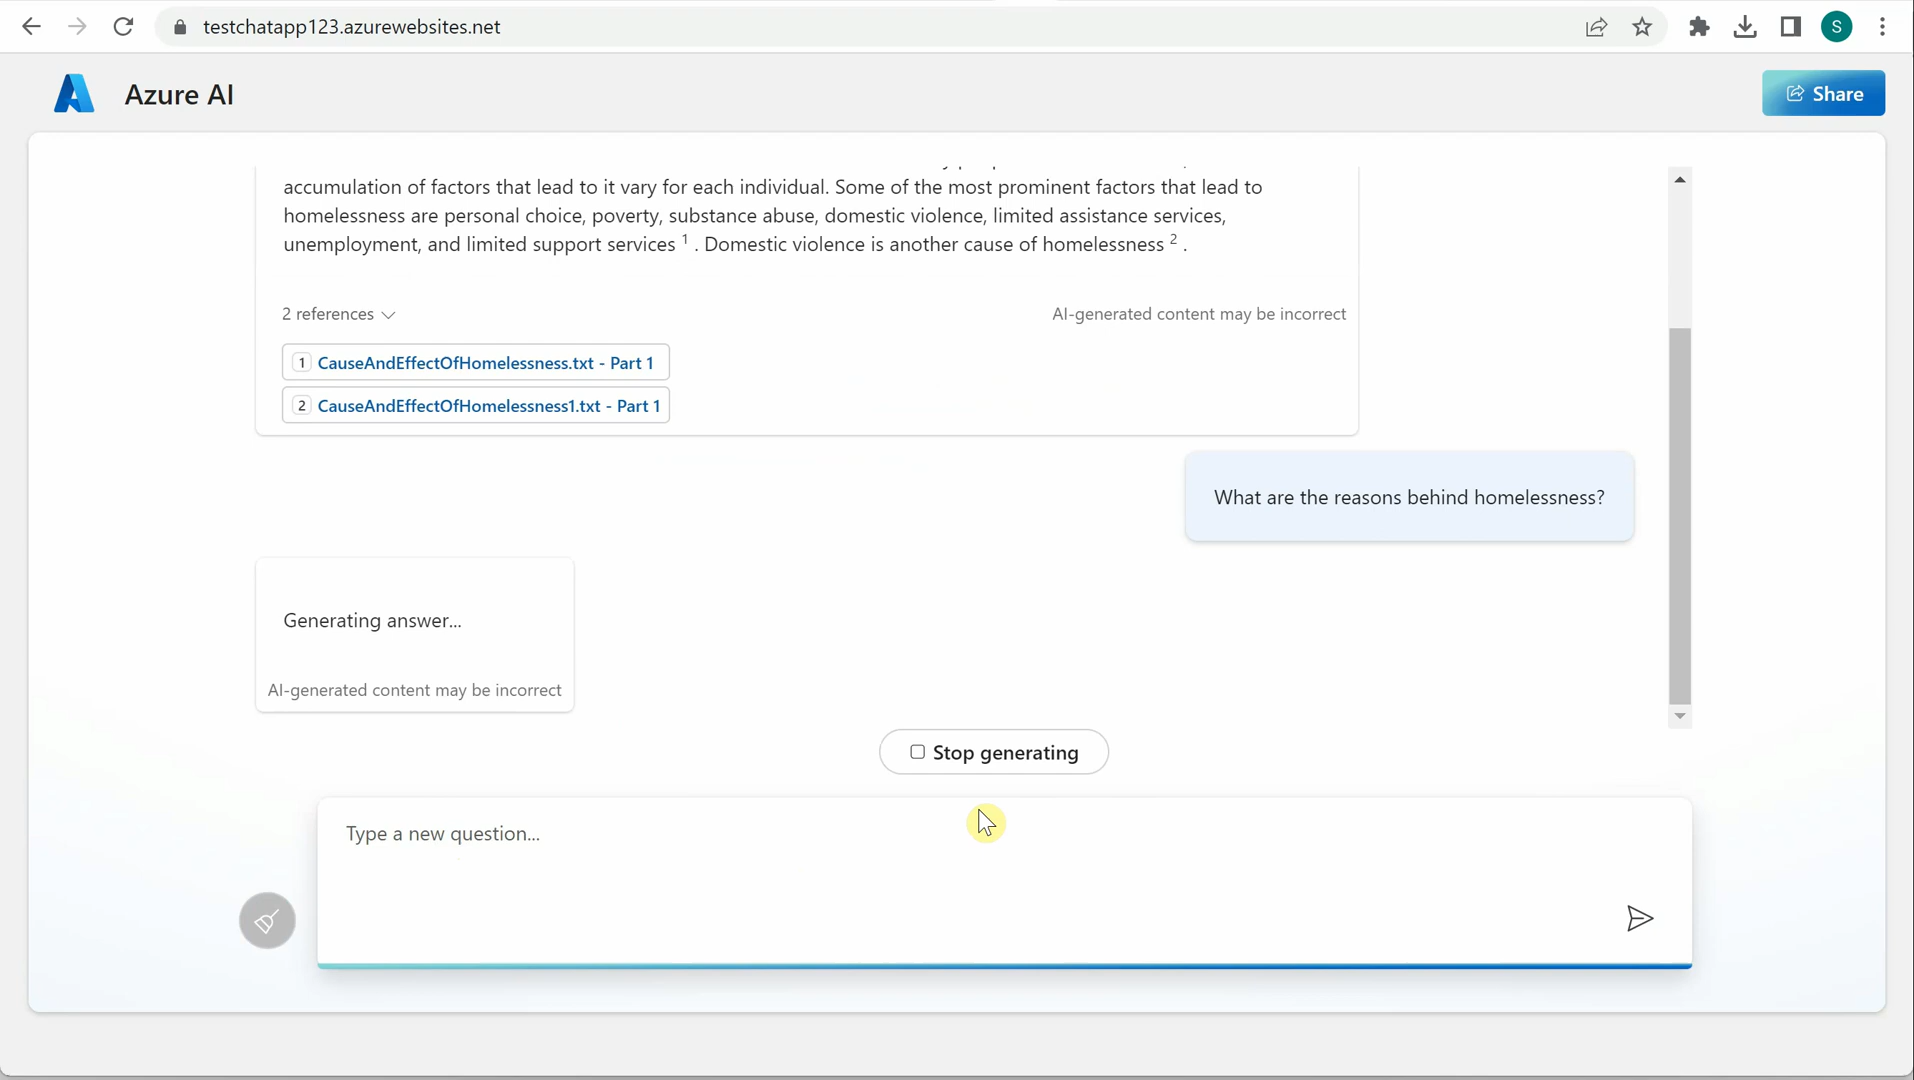 testchatapp123.azurewebsites.net
S
Azure AI
Share
accumulation of factors that lead to it vary for each individual. Some of the most prominent factors that lead to
homelessness are personal choice, poverty, substance abuse, domestic violence, limited assistance services,
unemployment, and limited support services 1 . Domestic violence is another cause of homelessness 2 .
2 references
AI-generated content may be incorrect
1 CauseAndEffectOfHomelessness.txt - Part 1
2 CauseAndEffectOfHomelessness1.txt - Part 1
What are the reasons behind homelessness?
Generating answer...
AI-generated content may be incorrect
Stop generating
Type a new question...